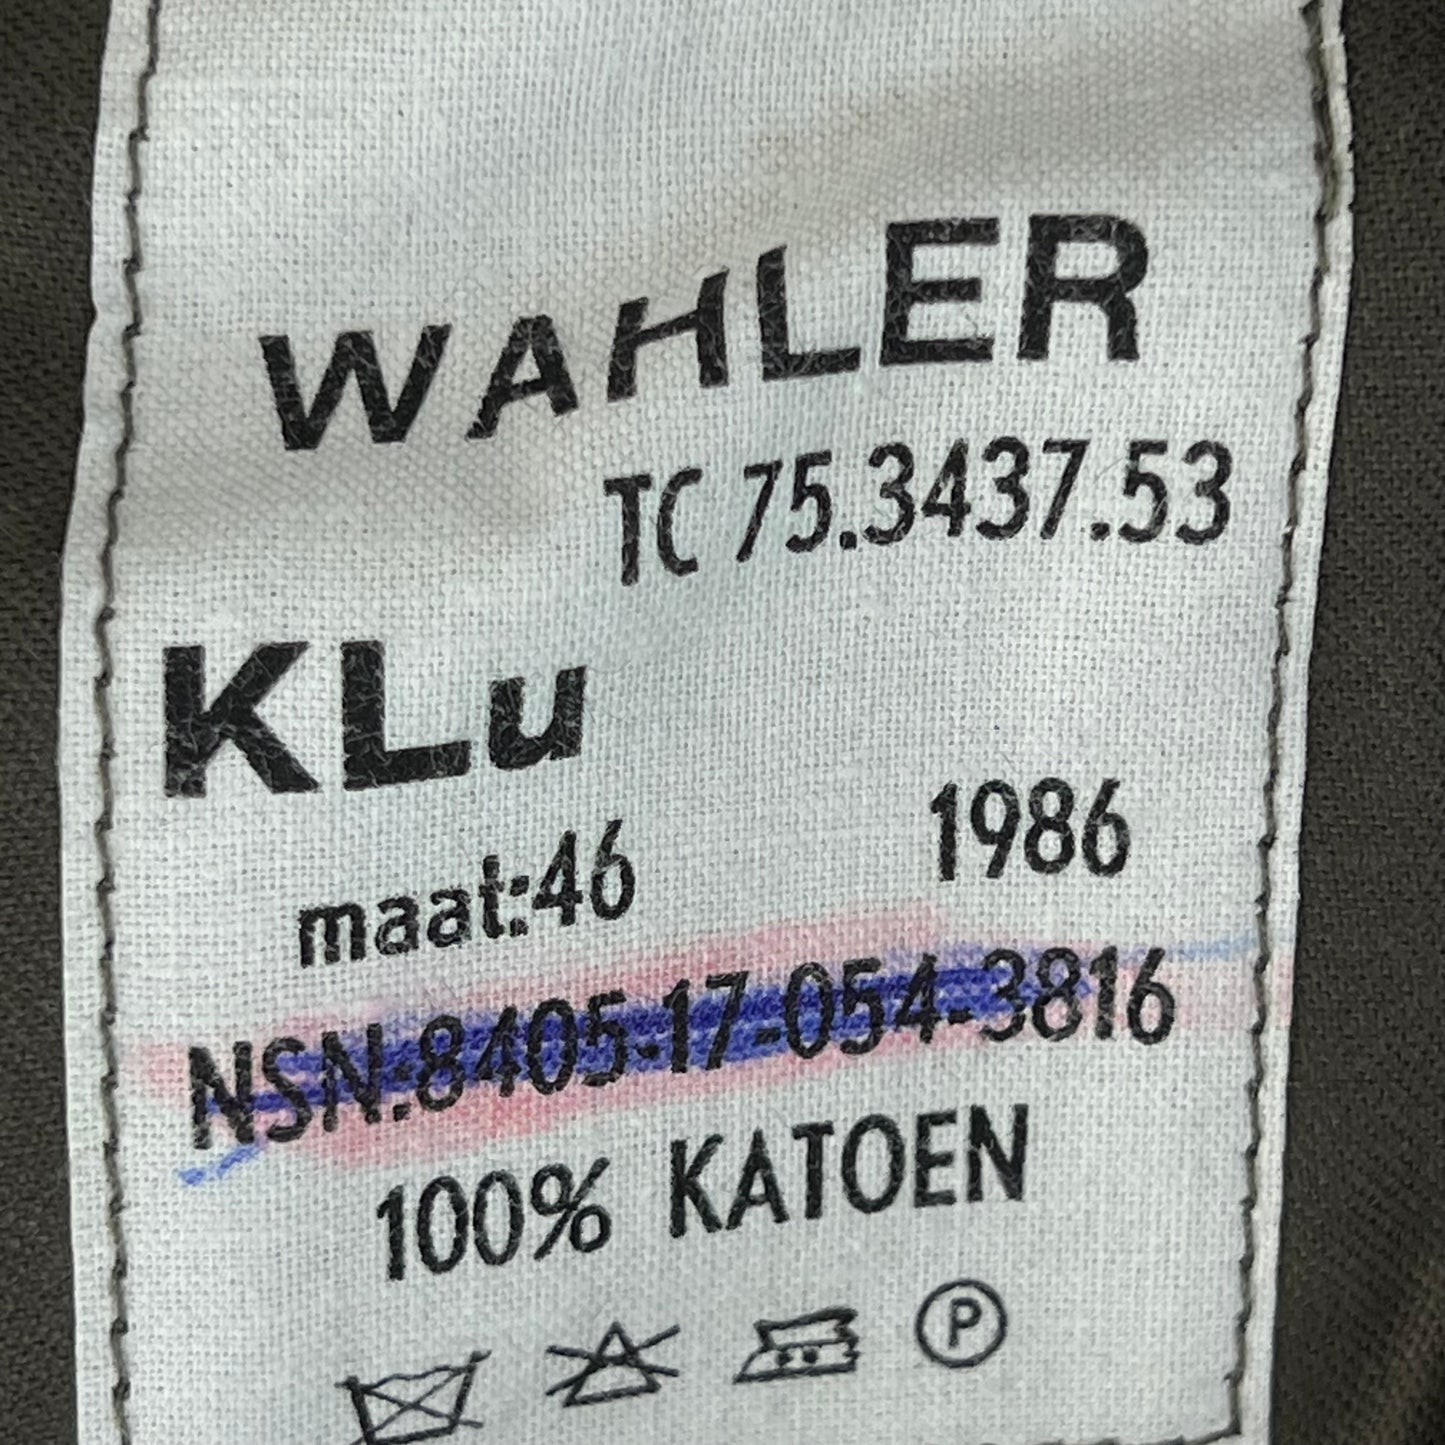 WAHLER
TC 75.3437.53
KLu
maat:46 1986
NSN:8405-17-054-3816
100% KATOEN
P